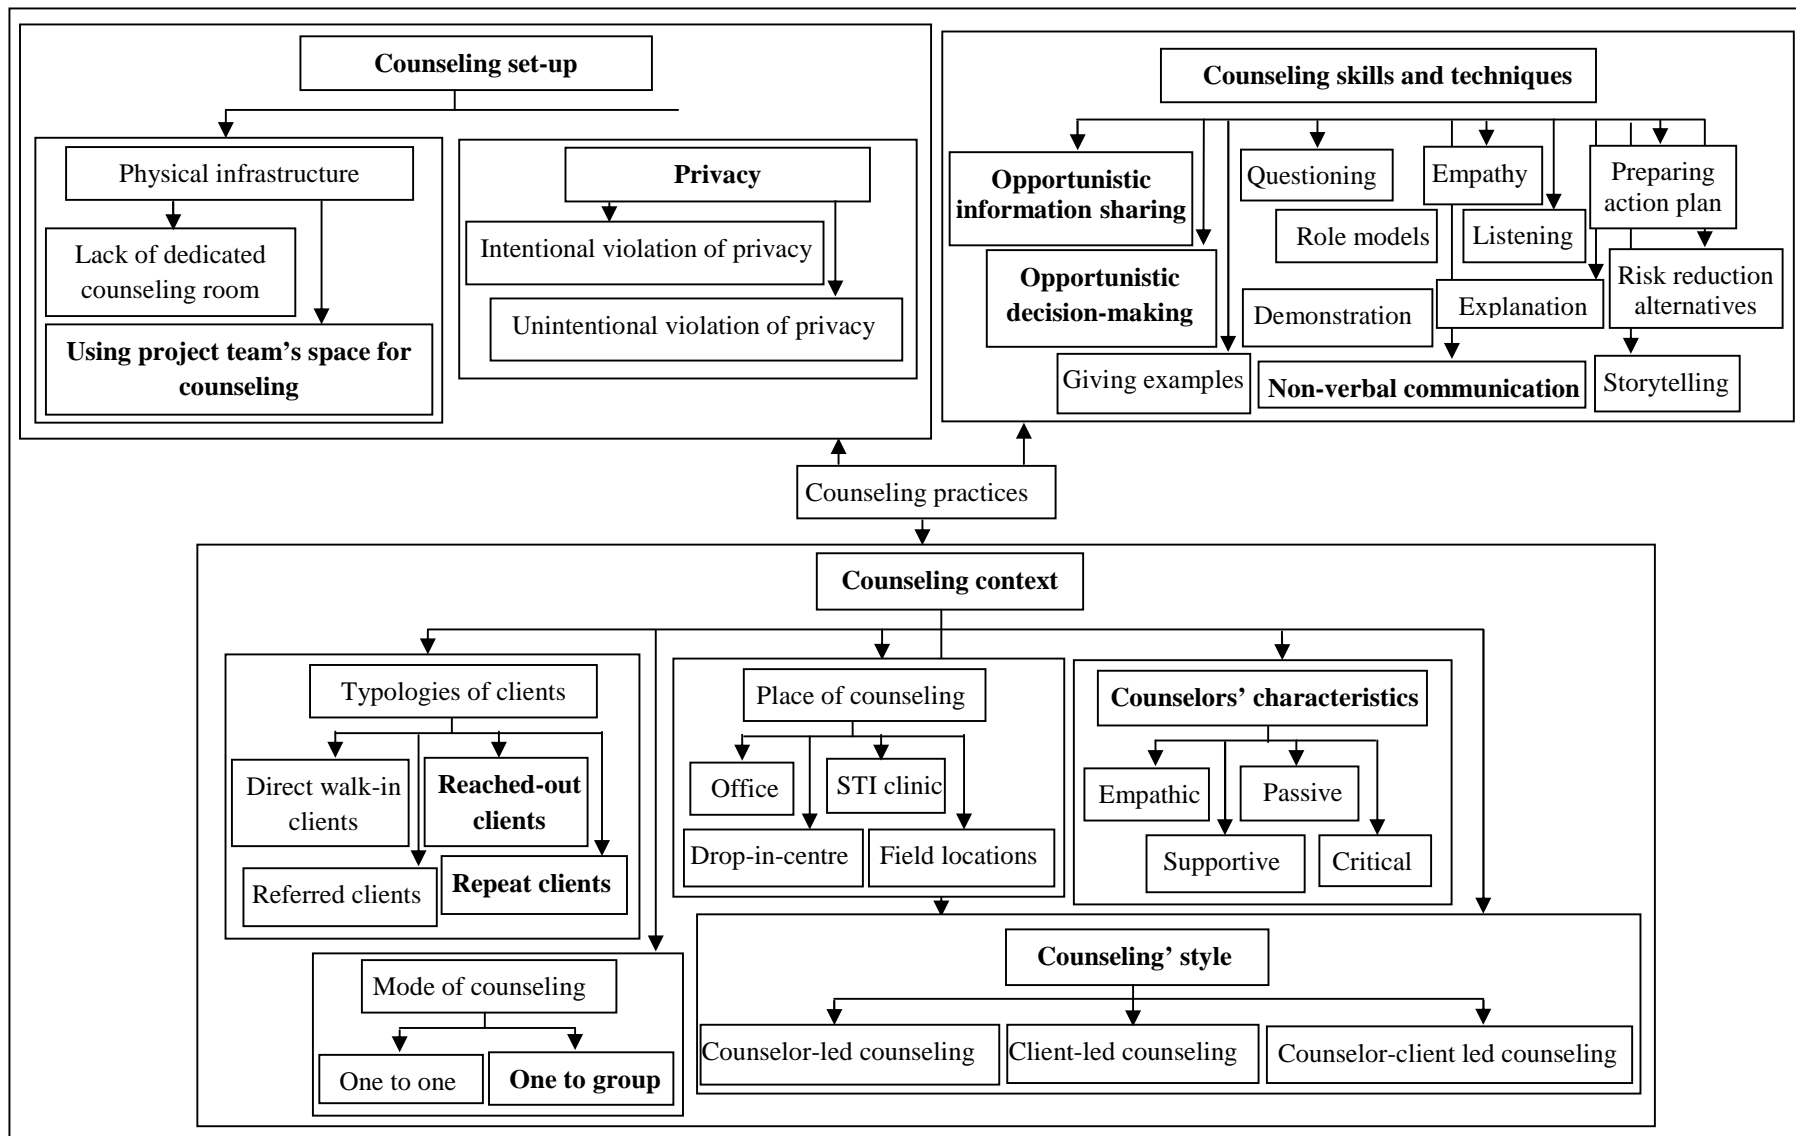 Counseling set-up
Physical infrastructure
Lack of dedicated
counseling room
Using project team’s space for
counseling
Privacy
Intentional violation of privacy
Unintentional violation of privacy
Counseling skills and techniques
Opportunistic
information sharing
Questioning
Empathy
Preparing
action plan
Role models
Listening
Opportunistic
decision-making
Demonstration
Explanation
Risk reduction
alternatives
Giving examples
Non-verbal communication
Storytelling
Counseling practices
Counseling context
Typologies of clients
Direct walk-in
clients
Reached-out
clients
Referred clients
Repeat clients
Place of counseling
Office
STI clinic
Drop-in-centre
Field locations
Counselors’ characteristics
Empathic
Passive
Supportive
Critical
Mode of counseling
One to one
One to group
Counseling’ style
Counselor-led counseling
Client-led counseling
Counselor-client led counseling